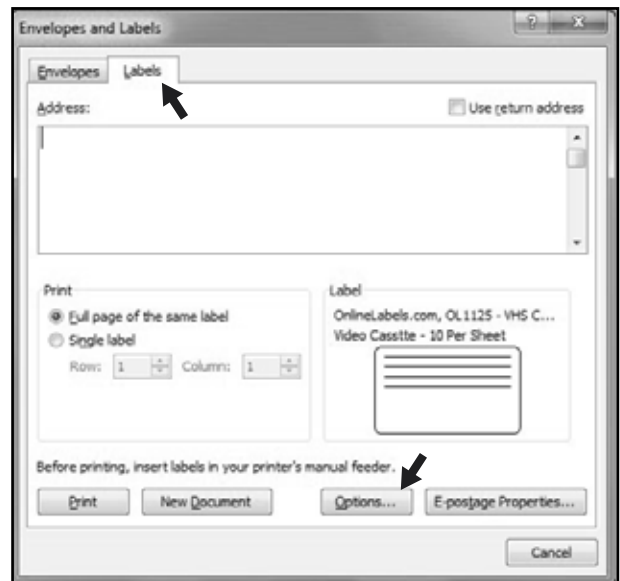 Envelopes and Labels
Envelopes Labels
Address: Use return address
Print
Full page of the same label
Single label
Row: 1 Column: 1
Label
OnlineLabels.com, OL1125 - VHS C...
Video Casstte - 10 Per Sheet
Before printing, insert labels in your printer's manual feeder.
Print New Document Options... E-postage Properties...
Cancel